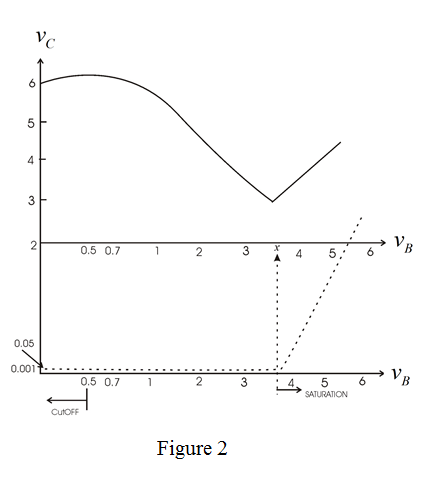 v_C
6
5
4
3
2
0.5 0.7 1 2 3 x 4 5 6 v_B
0.05
0.001
0.5 0.7 1 2 3 4 5 6 v_B
CutOFF
SATURATION
Figure 2